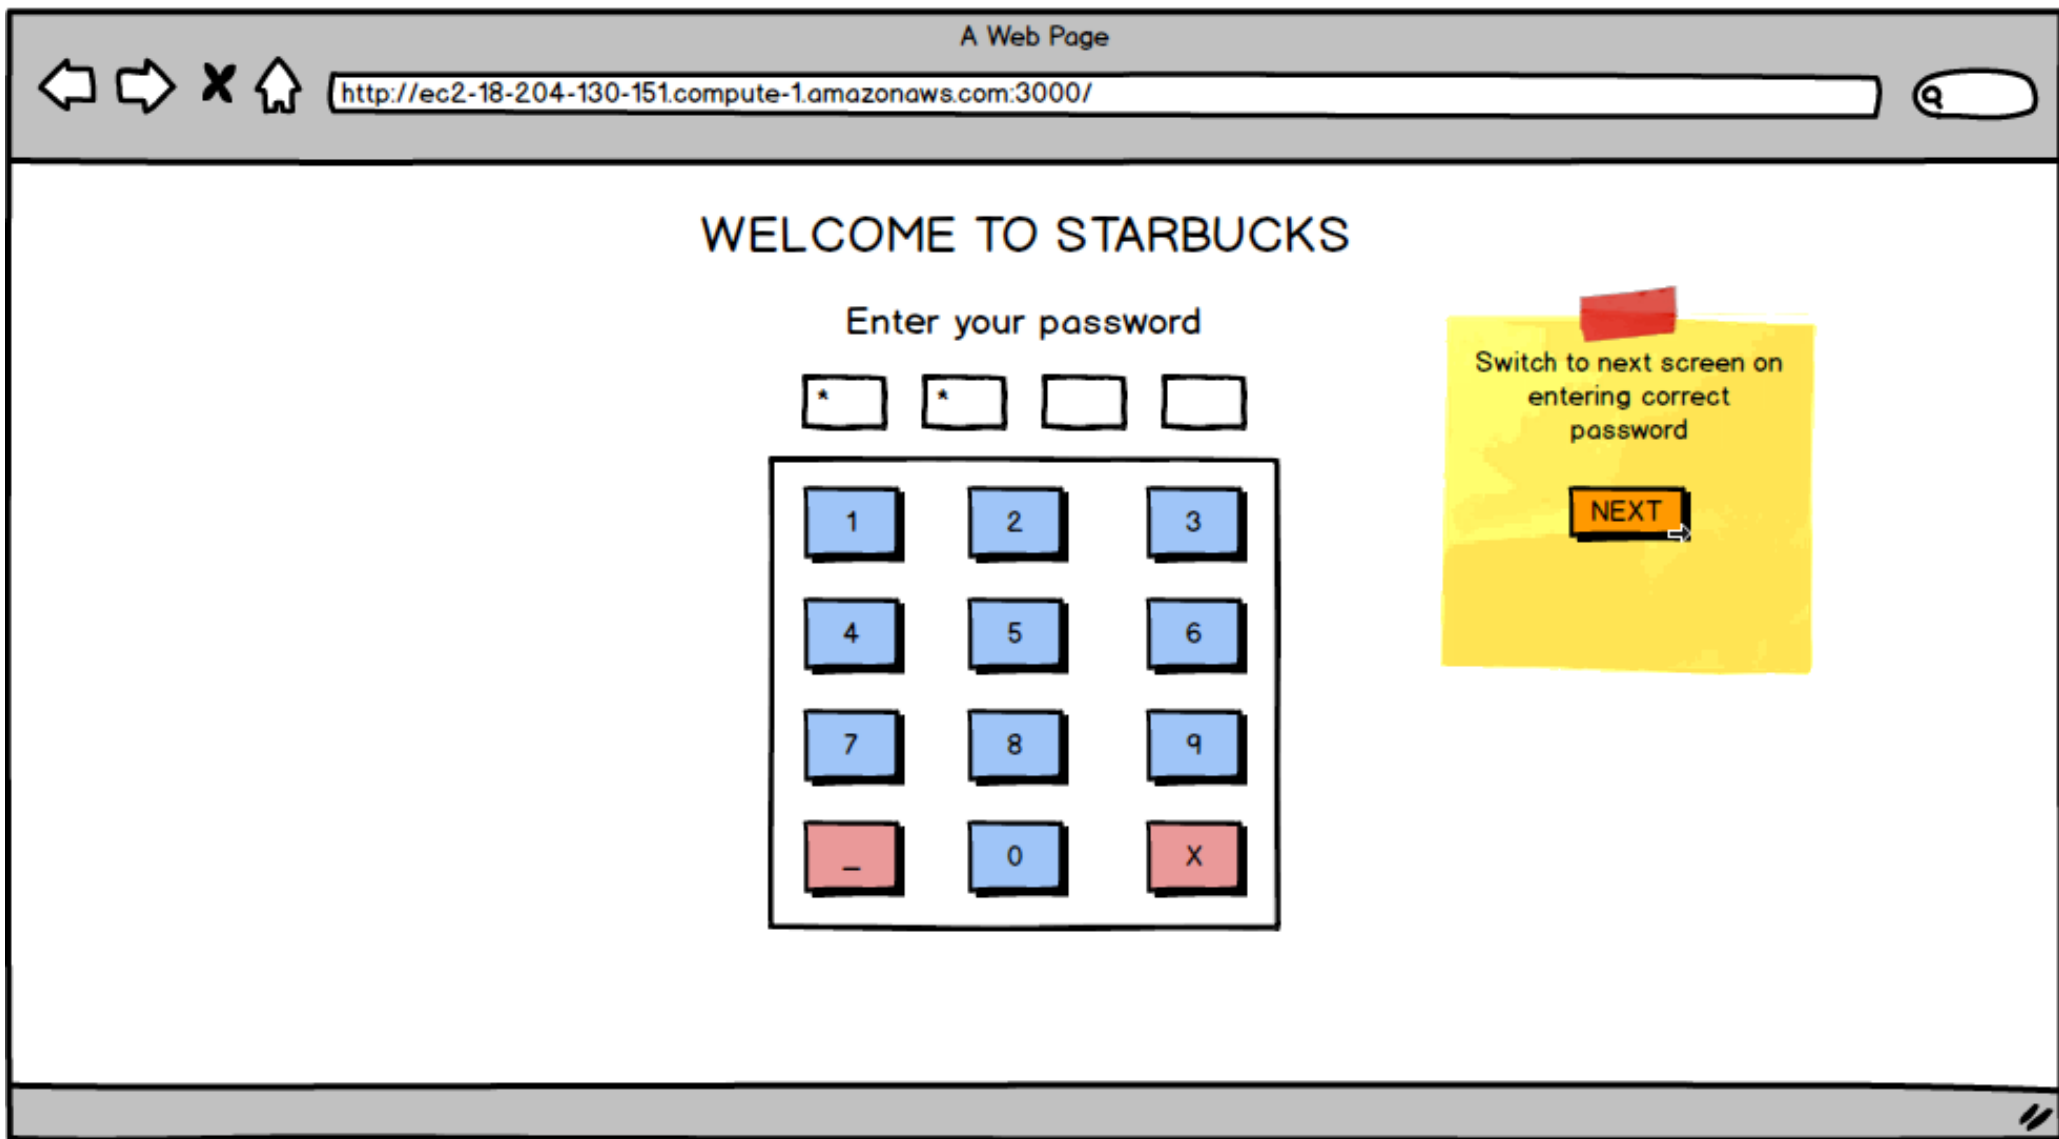 A Web Page
http://ec2-18-204-130-151.compute-1.amazonaws.com:3000/
WELCOME TO STARBUCKS
Enter your password
* *
1 2 3
4 5 6
7 8 9
_ 0 X
Switch to next screen on
entering correct
password
NEXT